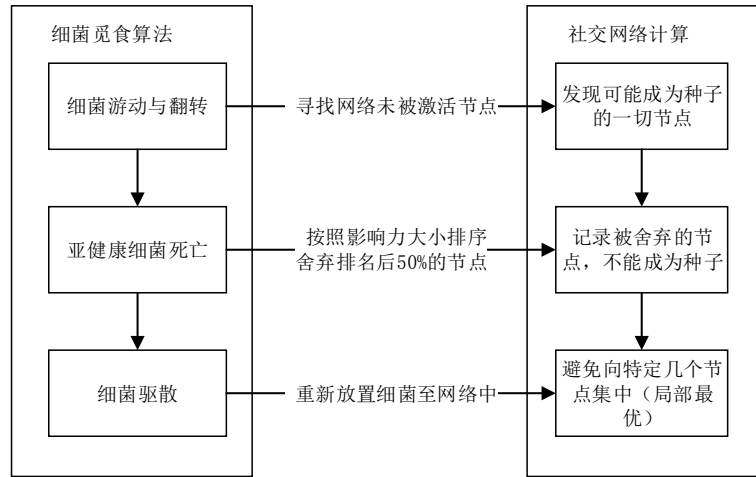 细菌觅食算法
社交网络计算
细菌游动与翻转
寻找网络未被激活节点
发现可能成为种子
的一切节点
亚健康细菌死亡
按照影响力大小排序
舍弃排名后50%的节点
记录被舍弃的节
点，不能成为种子
细菌驱散
重新放置细菌至网络中
避免向特定几个节
点集中（局部最
优）